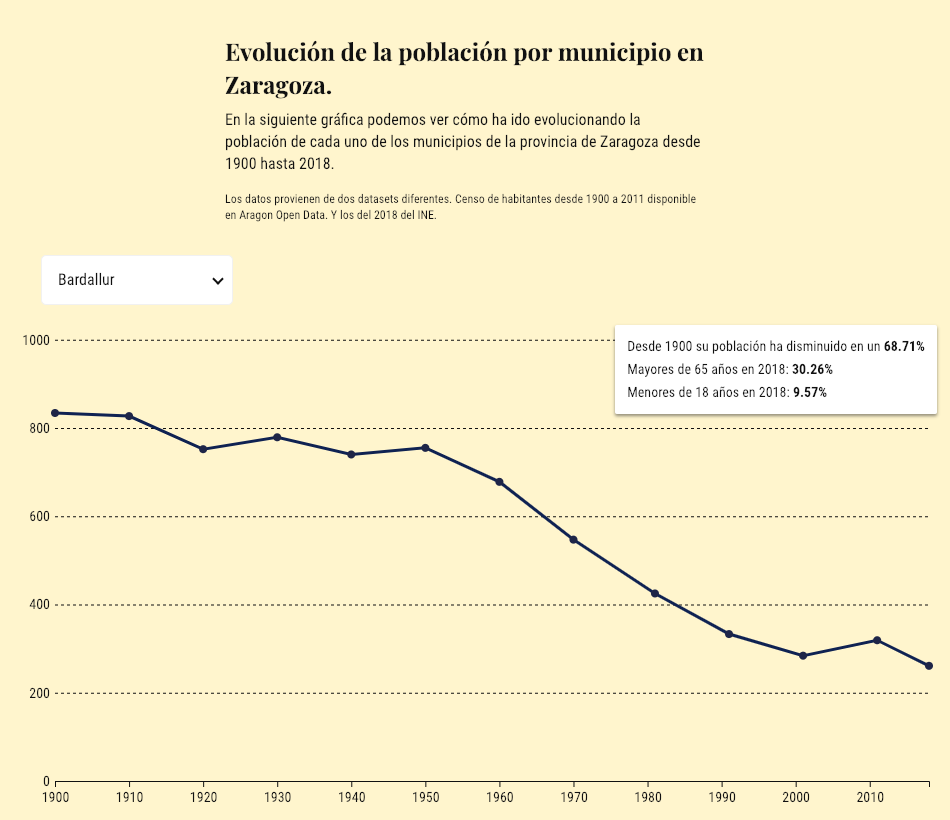 Evolución de la población por municipio en
Zaragoza.
En la siguiente gráfica podemos ver cómo ha ido evolucionando la
población de cada uno de los municipios de la provincia de Zaragoza desde
1900 hasta 2018.
Los datos provienen de dos datasets diferentes. Censo de habitantes desde 1900 a 2011 disponible
en Aragon Open Data. Y los del 2018 del INE.
Bardallur
Desde 1900 su población ha disminuido en un 68.71%
Mayores de 65 años en 2018: 30.26%
Menores de 18 años en 2018: 9.57%
1000
800
600
400
200
0
1900 1910 1920 1930 1940 1950 1960 1970 1980 1990 2000 2010